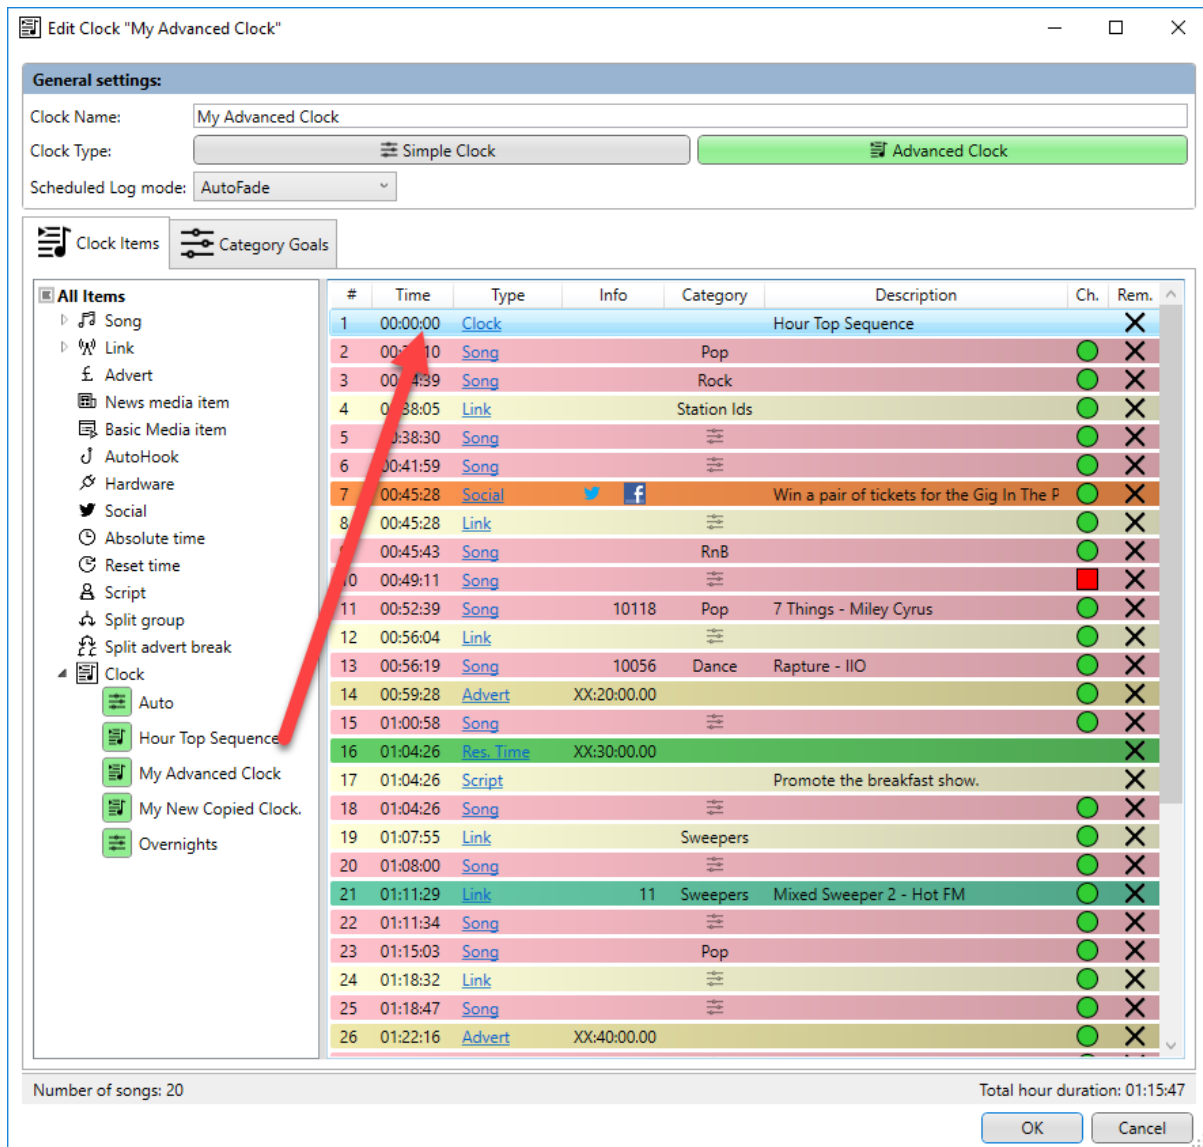 Edit Clock "My Advanced Clock"
General settings:
Clock Name: My Advanced Clock
Clock Type: Simple Clock Advanced Clock
Scheduled Log mode: AutoFade
Clock Items Category Goals
All Items
Song
Link
£ Advert
News media item
Basic Media item
AutoHook
Hardware
Social
Absolute time
Reset time
Script
Split group
Split advert break
Clock
Auto
Hour Top Sequence
My Advanced Clock
My New Copied Clock.
Overnights
# Time Type Info Category Description Ch. Rem.
1 00:00:00 Clock Hour Top Sequence
2 Song Pop
3 Song Rock
4 Link Station Ids
5 Song
6 00:41:59 Song
7 00:45:28 Social Win a pair of tickets for the Gig In The P
8 00:45:28 Link
00:45:43 Song RnB
10 00:49:11 Song
11 00:52:39 Song 10118 Pop 7 Things - Miley Cyrus
12 00:56:04 Link
13 00:56:19 Song 10056 Dance Rapture - IIO
14 00:59:28 Advert XX:20:00.00
15 01:00:58 Song
16 01:04:26 Res. Time XX:30:00.00
17 01:04:26 Script Promote the breakfast show.
18 01:04:26 Song
19 01:07:55 Link Sweepers
20 01:08:00 Song
21 01:11:29 Link 11 Sweepers Mixed Sweeper 2 - Hot FM
22 01:11:34 Song
23 01:15:03 Song Pop
24 01:18:32 Link
25 01:18:47 Song
26 01:22:16 Advert XX:40:00.00
Number of songs: 20 Total hour duration: 01:15:47
OK Cancel